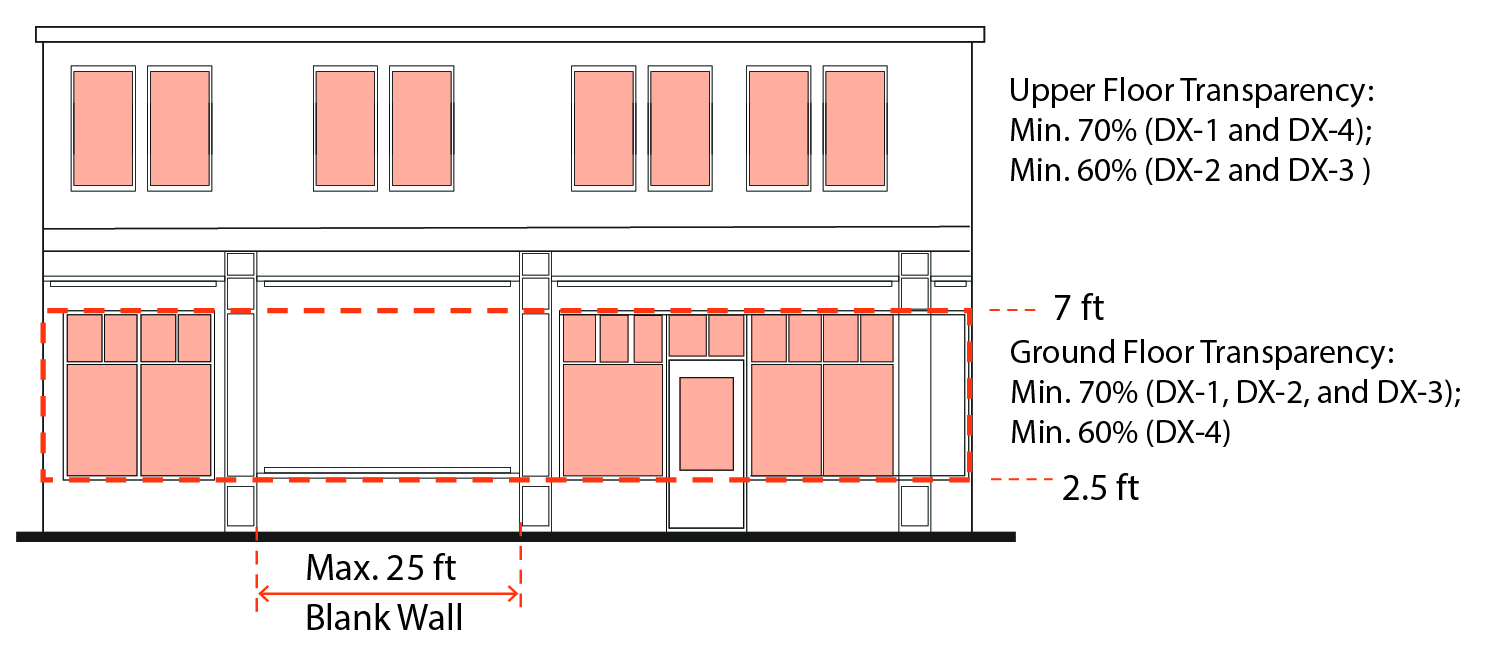 Upper Floor Transparency:
Min. 70% (DX-1 and DX-4);
Min. 60% (DX-2 and DX-3 )
7 ft
Ground Floor Transparency:
Min. 70% (DX-1, DX-2, and DX-3);
Min. 60% (DX-4)
2.5 ft
Max. 25 ft
Blank Wall